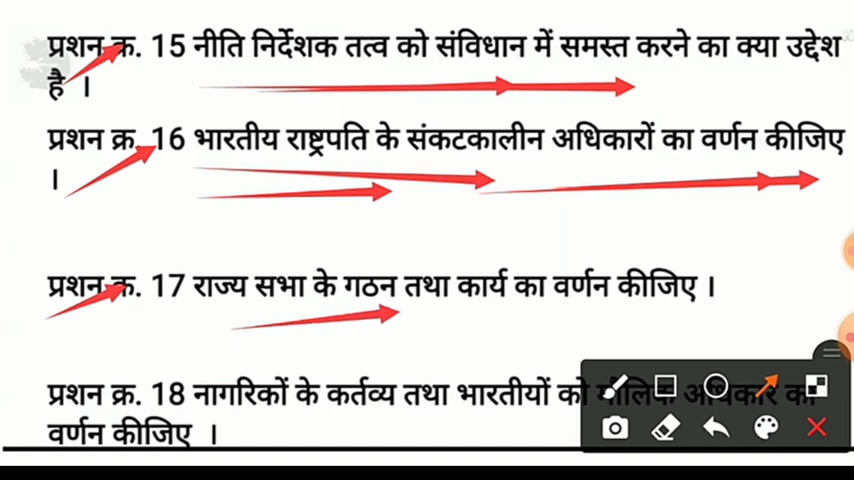 प्रशन क्र. 15 नीति निर्देशक तत्व को संविधान में समस्त करने का क्या उद्देश
है ।
प्रशन क्र. 16 भारतीय राष्ट्रपति के संकटकालीन अधिकारों का वर्णन कीजिए
।
प्रशन क्र. 17 राज्य सभा के गठन तथा कार्य का वर्णन कीजिए ।
प्रशन क्र. 18 नागरिकों के कर्तव्य तथा भारतीयों को मौलिक अधिकार का
वर्णन कीजिए ।